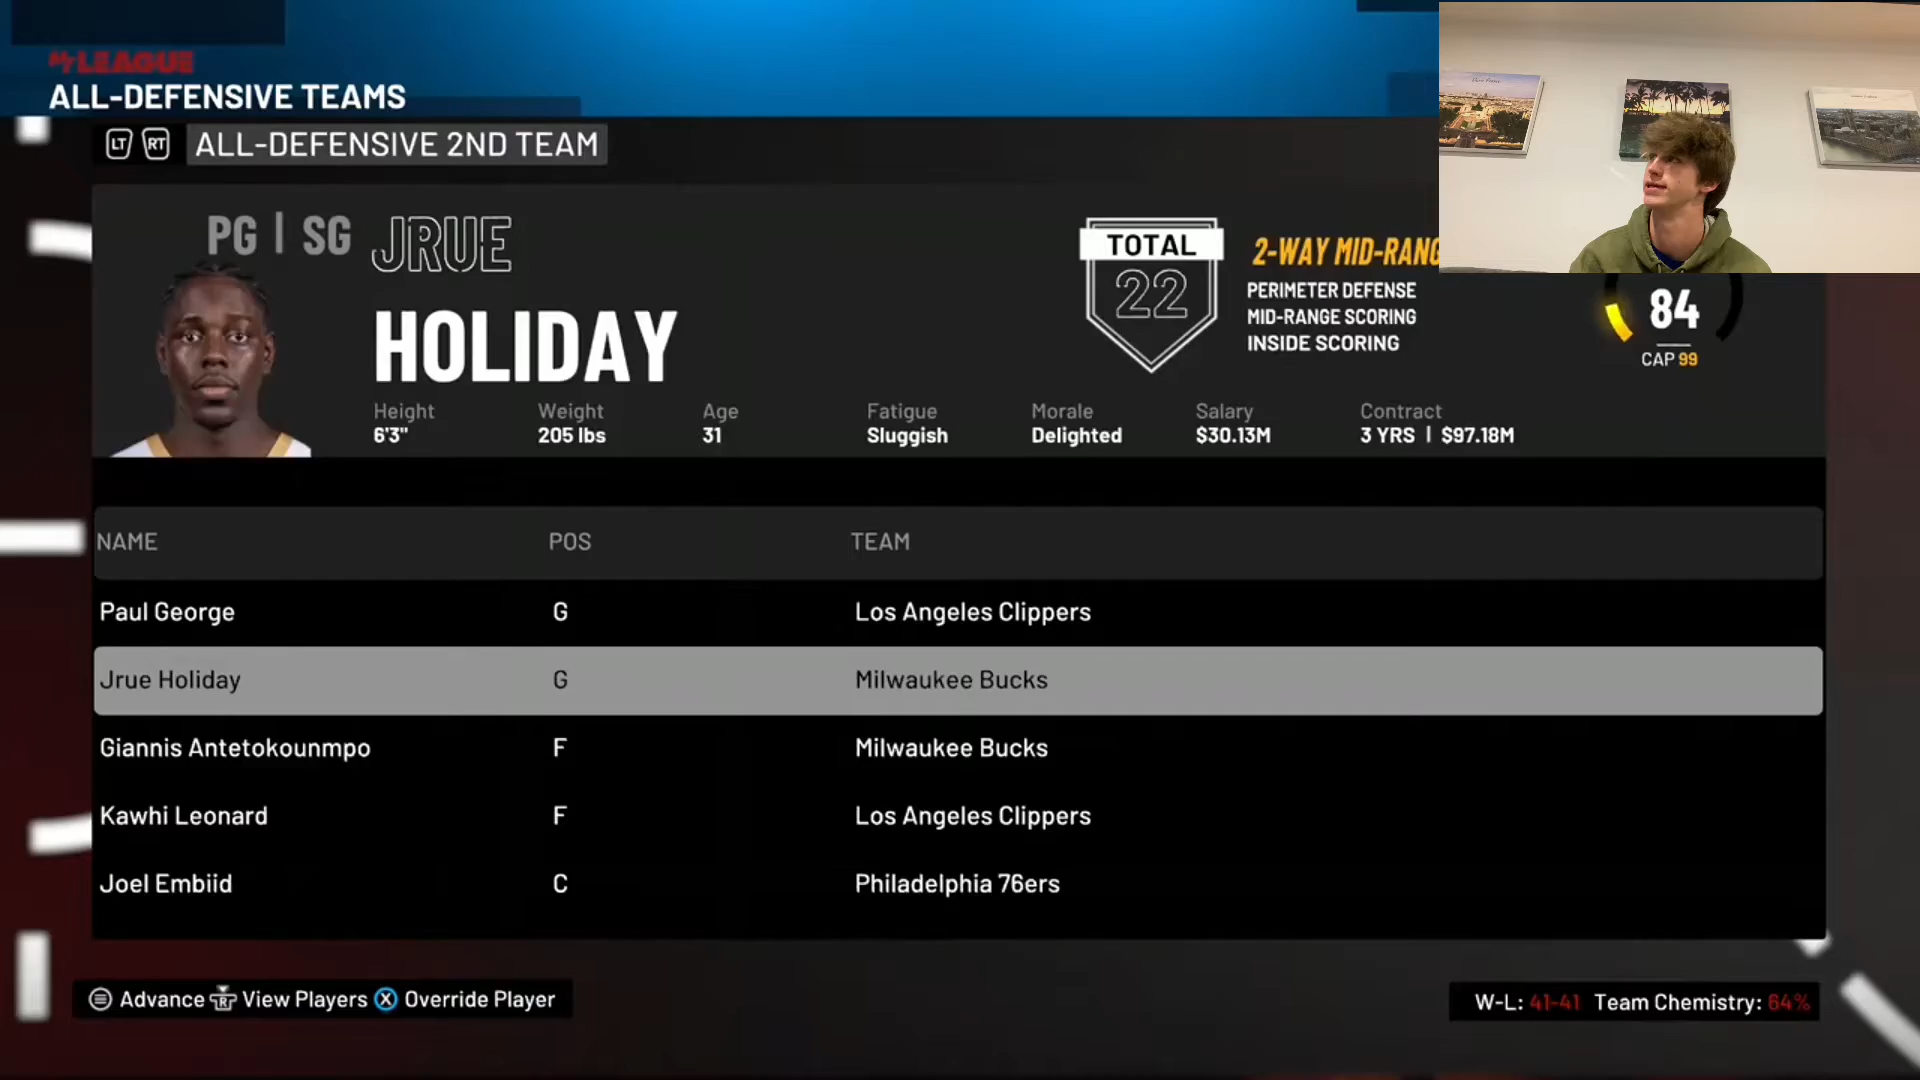 MyLEAGUE
ALL-DEFENSIVE TEAMS
LT RT ALL-DEFENSIVE 2ND TEAM
PG | SG JRUE
HOLIDAY
TOTAL
22
2-WAY MID-RANG
PERIMETER DEFENSE
MID-RANGE SCORING
INSIDE SCORING
84
CAP 99
Height Weight Age Fatigue Morale Salary Contract
6'3" 205 lbs 31 Sluggish Delighted $30.13M 3 YRS | $97.18M
NAME POS TEAM
Paul George G Los Angeles Clippers
Jrue Holiday G Milwaukee Bucks
Giannis Antetokounmpo F Milwaukee Bucks
Kawhi Leonard F Los Angeles Clippers
Joel Embiid C Philadelphia 76ers
Advance R View Players X Override Player
W-L: 41-41 Team Chemistry: 64%